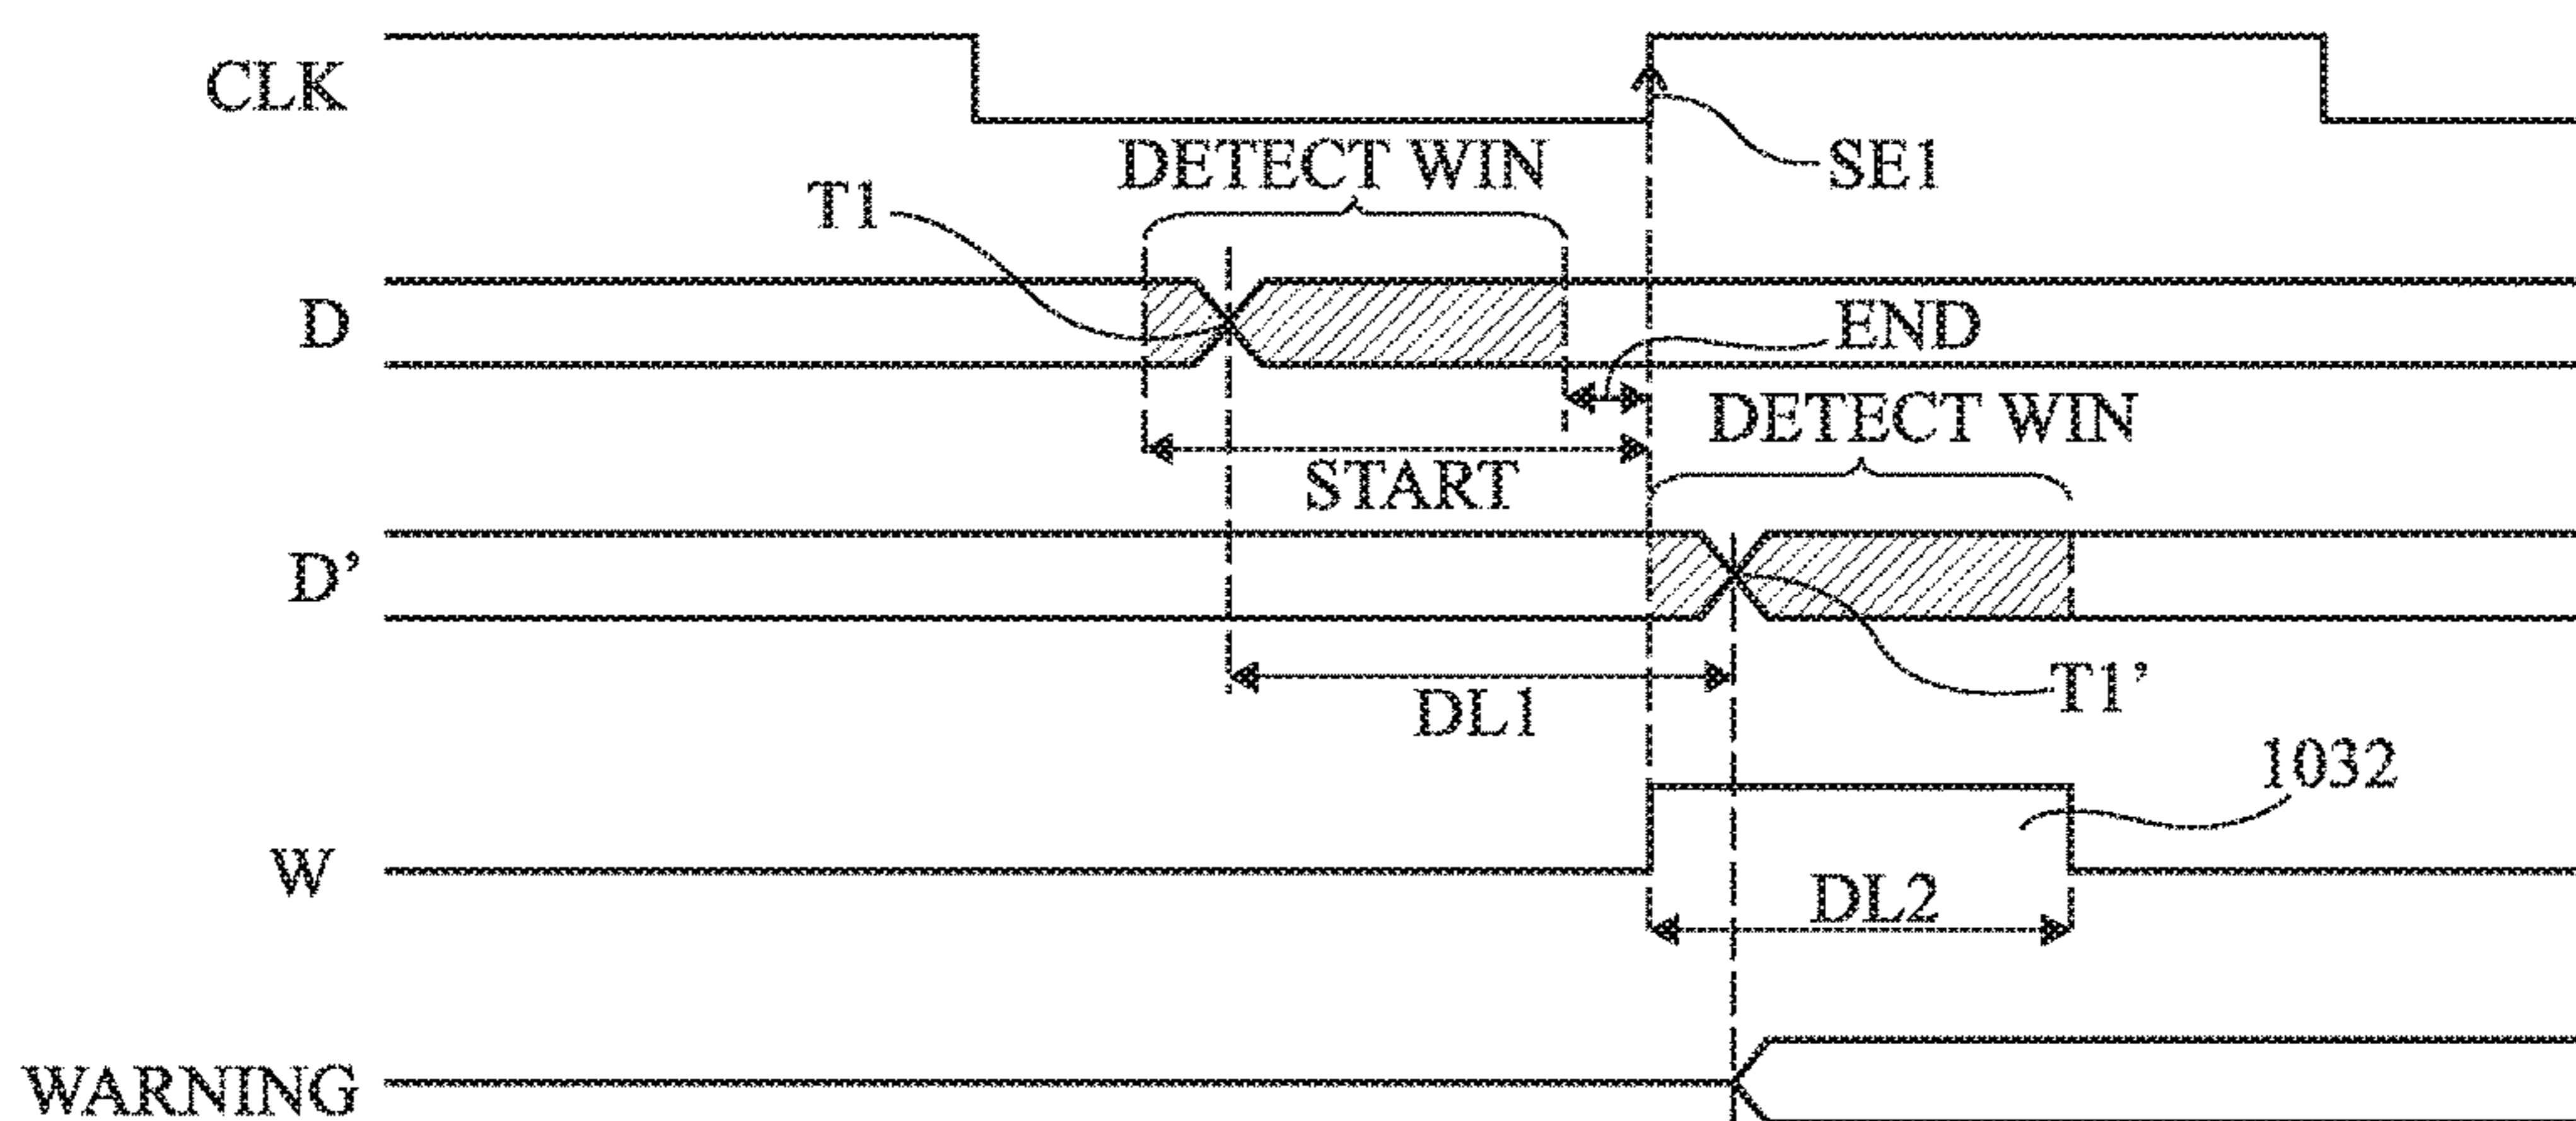 CLK
DETECT WIN
SE1
T1
D
END
DETECT WIN
START
D’
T1’
DL1
1032
W
DL2
WARNING